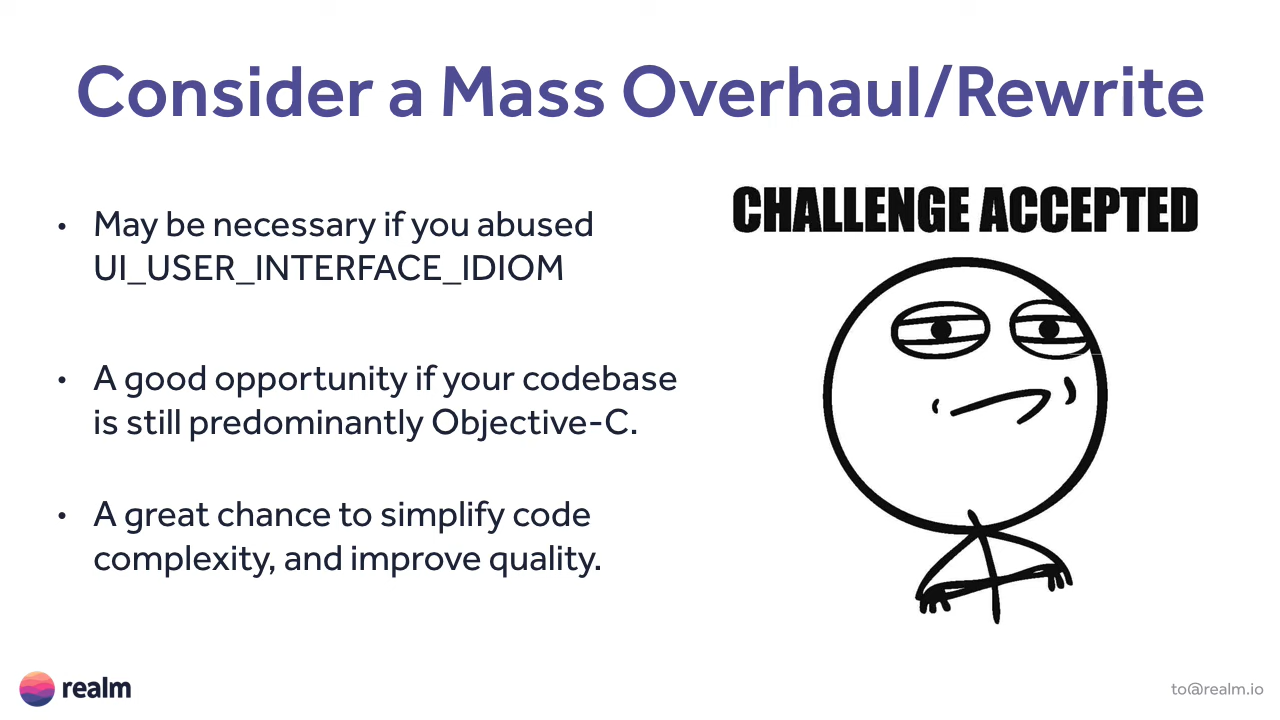 Consider a Mass Overhaul/Rewrite
• May be necessary if you abused
UI_USER_INTERFACE_IDIOM
• A good opportunity if your codebase
is still predominantly Objective-C.
• A great chance to simplify code
complexity, and improve quality.
CHALLENGE ACCEPTED
realm
to@realm.io